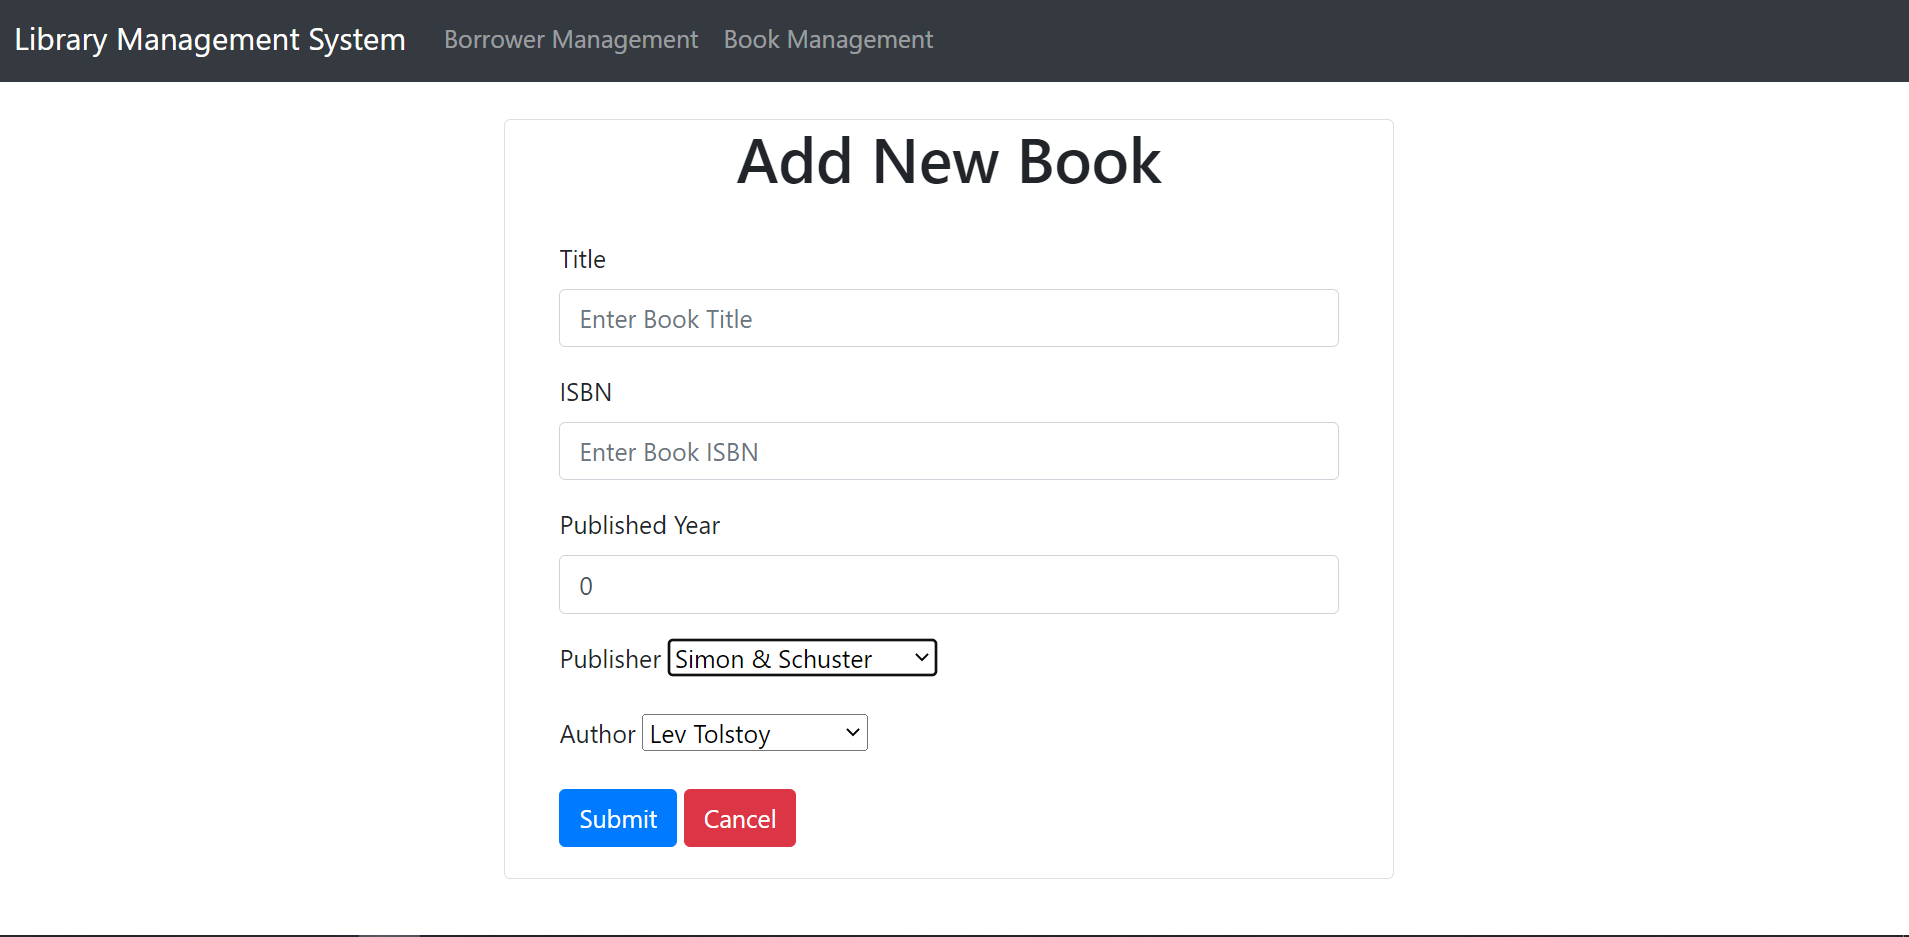 Library Management System Borrower Management Book Management
Add New Book
Title
Enter Book Title
ISBN
Enter Book ISBN
Published Year
0
Publisher Simon & Schuster
Author Lev Tolstoy
Submit Cancel